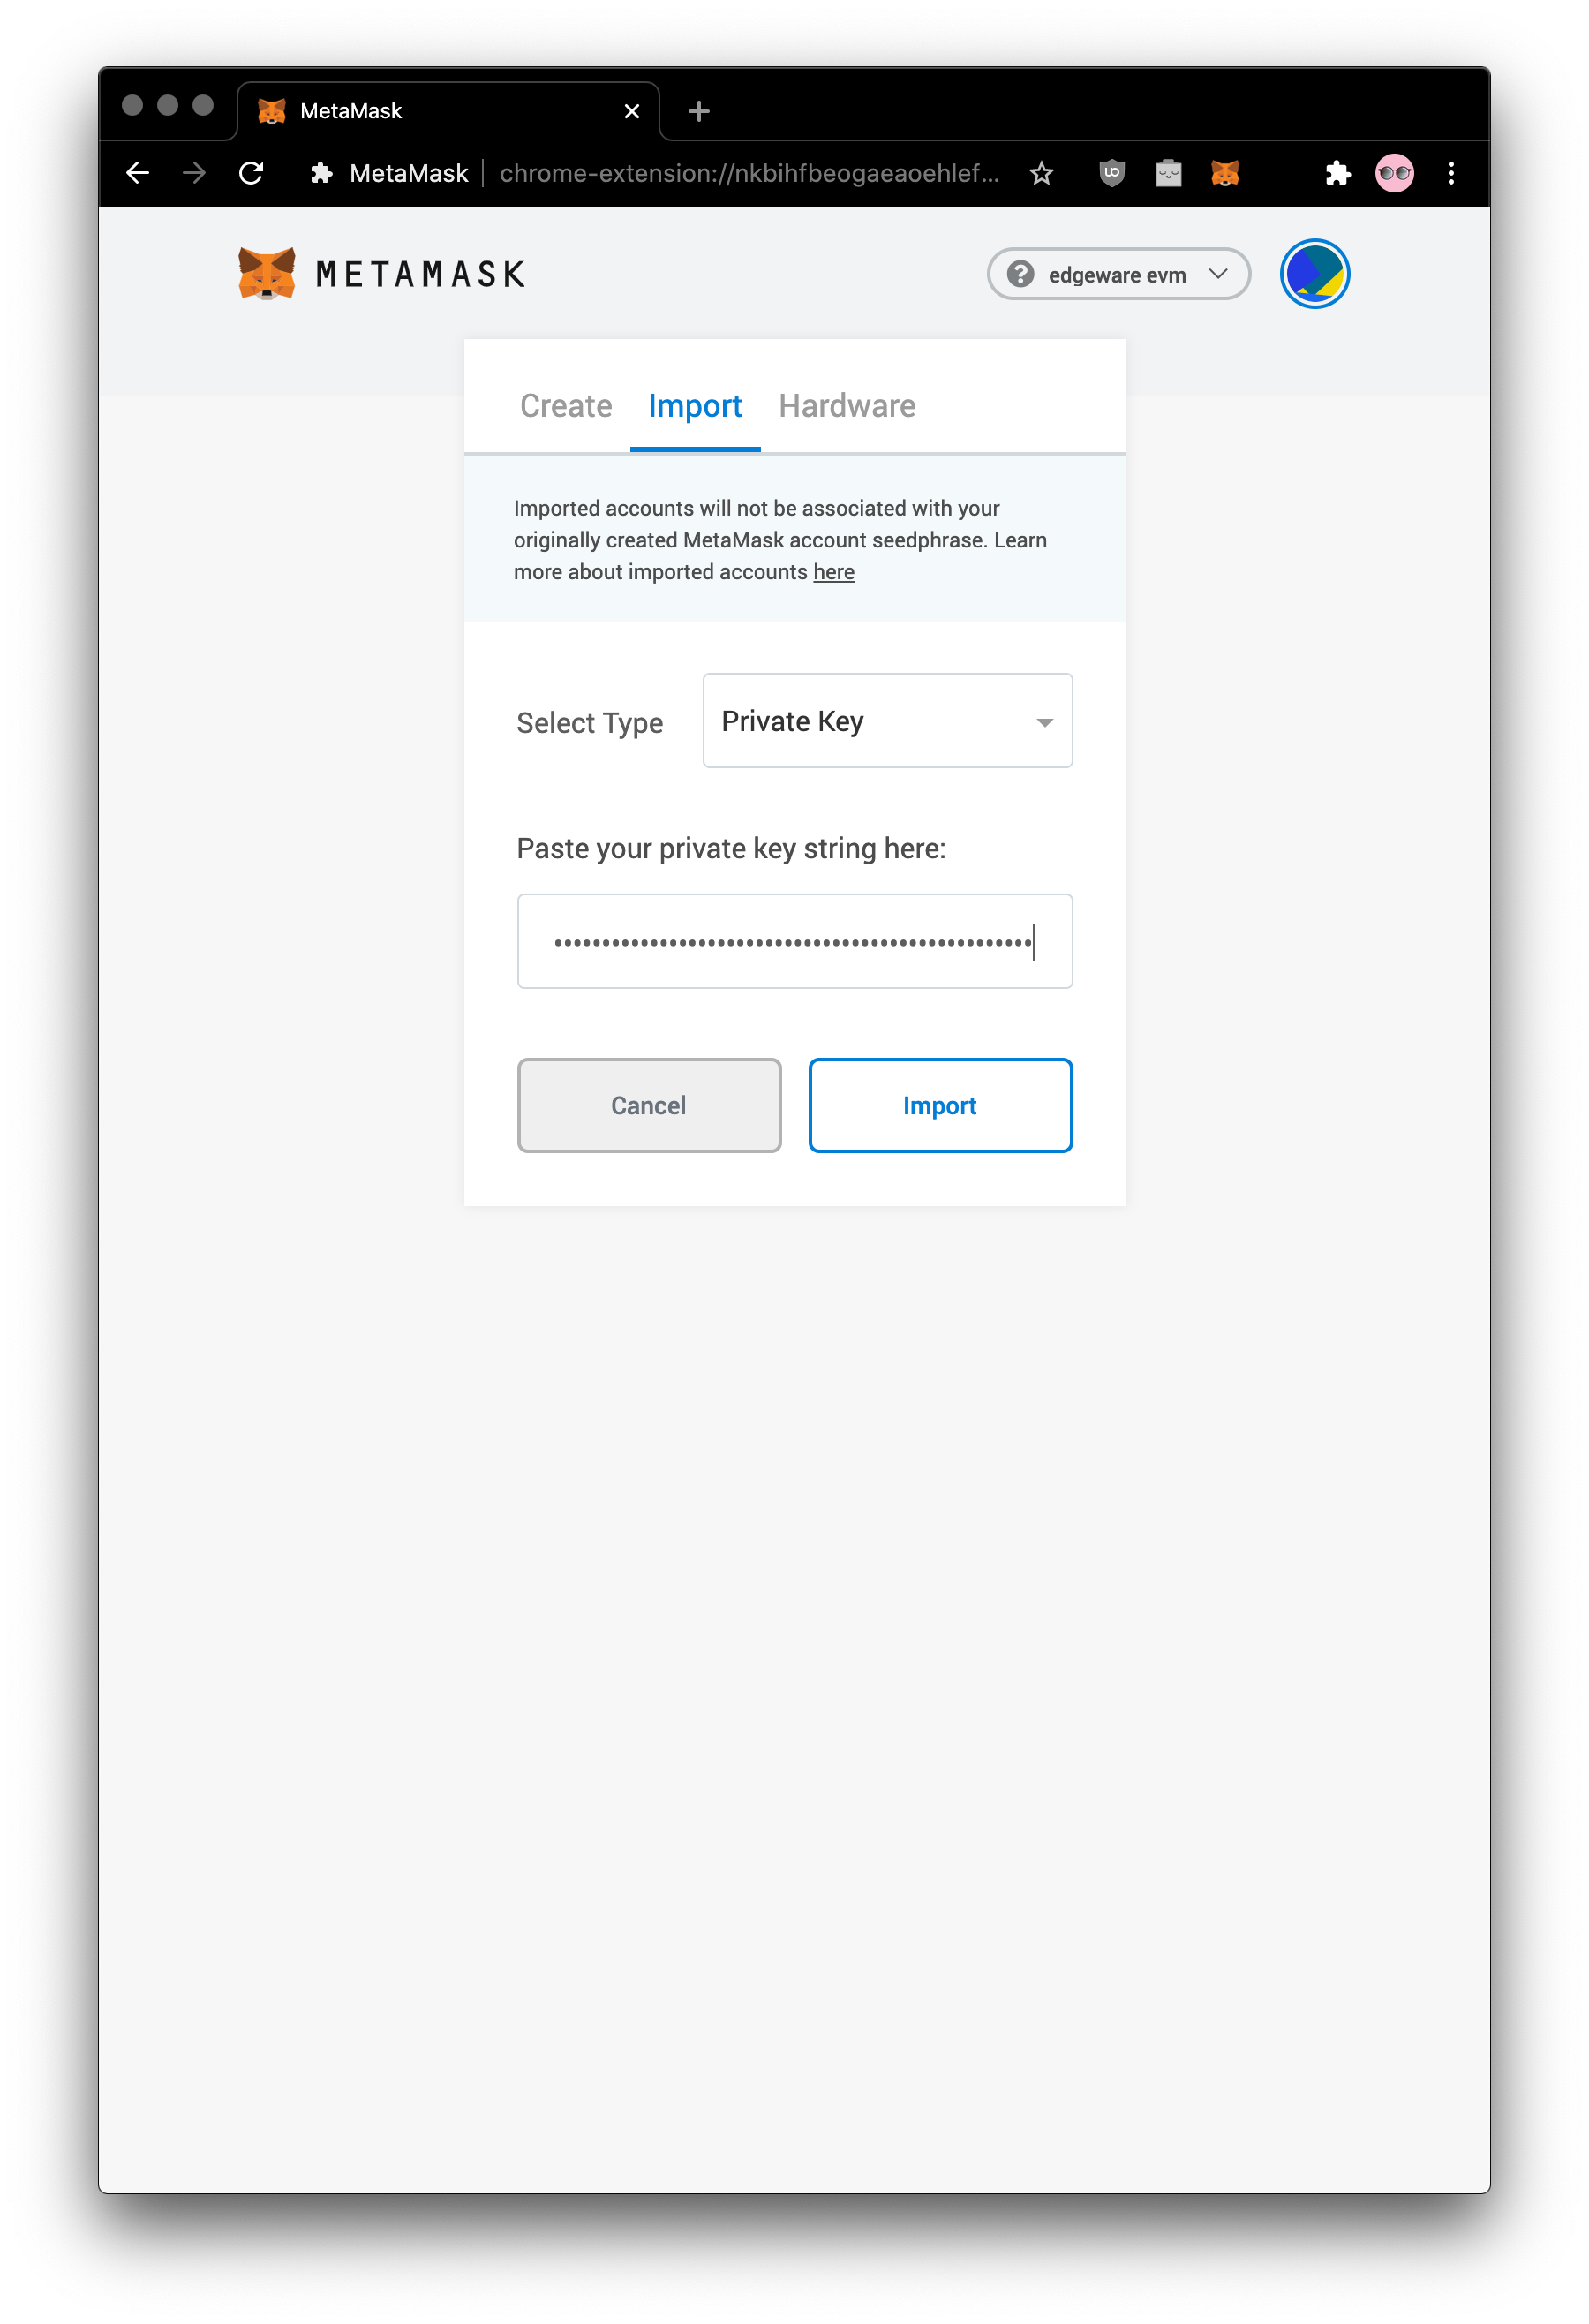 MetaMask
MetaMask chrome-extension://nkbihfbeogaeaoehlef...
METAMASK
edgeware evm
Create Import Hardware
Imported accounts will not be associated with your
originally created MetaMask account seedphrase. Learn
more about imported accounts here
Select Type Private Key
Paste your private key string here:
Cancel Import